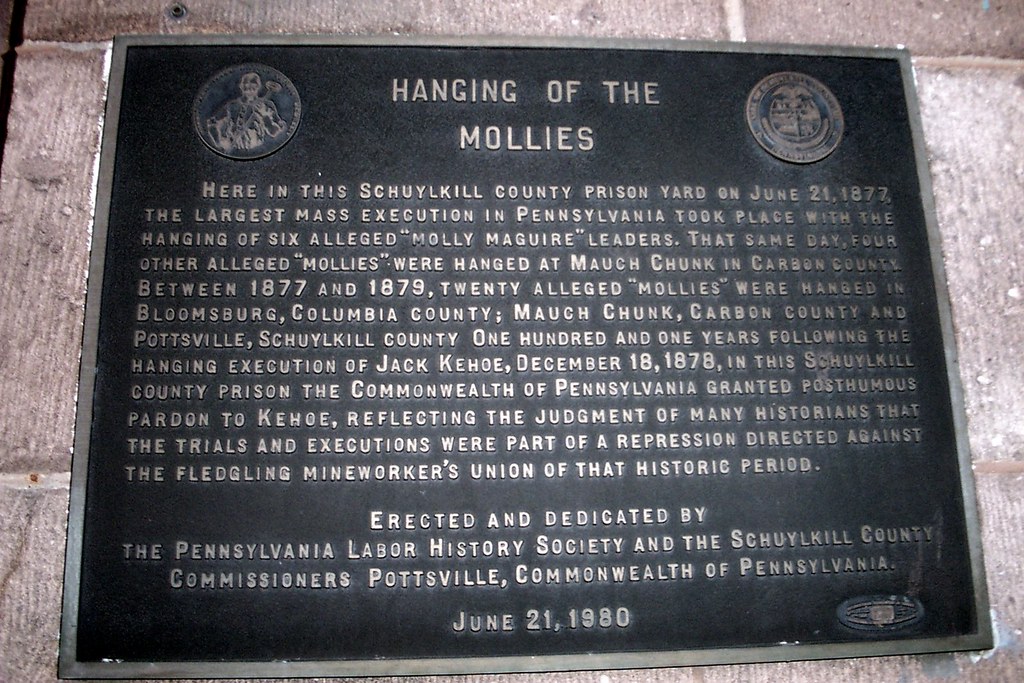 HANGING OF THE
MOLLIES
HERE IN THIS SCHUYLKILL COUNTY PRISON YARD ON JUNE 21, 1877,
THE LARGEST MASS EXECUTION IN PENNSYLVANIA TOOK PLACE WITH THE
HANGING OF SIX ALLEGED "MOLLY MAGUIRE" LEADERS. THAT SAME DAY, FOUR
OTHER ALLEGED "MOLLIES" WERE HANGED AT MAUCH CHUNK IN CARBON COUNTY.
BETWEEN 1877 AND 1879, TWENTY ALLEGED "MOLLIES" WERE HANGED IN
BLOOMSBURG, COLUMBIA COUNTY; MAUCH CHUNK, CARBON COUNTY AND
POTTSVILLE, SCHUYLKILL COUNTY ONE HUNDRED AND ONE YEARS FOLLOWING THE
HANGING EXECUTION OF JACK KEHOE, DECEMBER 18, 1878, IN THIS SCHUYLKILL
COUNTY PRISON THE COMMONWEALTH OF PENNSYLVANIA GRANTED POSTHUMOUS
PARDON TO KEHOE, REFLECTING THE JUDGMENT OF MANY HISTORIANS THAT
THE TRIALS AND EXECUTIONS WERE PART OF A REPRESSION DIRECTED AGAINST
THE FLEDGLING MINEWORKER'S UNION OF THAT HISTORIC PERIOD.
ERECTED AND DEDICATED BY
THE PENNSYLVANIA LABOR HISTORY SOCIETY AND THE SCHUYLKILL COUNTY
COMMISSIONERS POTTSVILLE, COMMONWEALTH OF PENNSYLVANIA.
JUNE 21, 1980